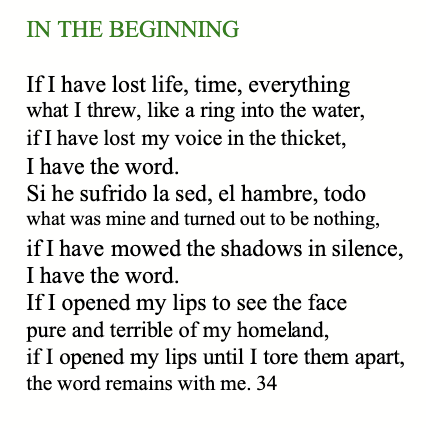 IN THE BEGINNING
If I have lost life, time, everything
what I threw, like a ring into the water,
if I have lost my voice in the thicket,
I have the word.
Si he sufrido la sed, el hambre, todo
what was mine and turned out to be nothing,
if I have mowed the shadows in silence,
I have the word.
If I opened my lips to see the face
pure and terrible of my homeland,
if I opened my lips until I tore them apart,
the word remains with me. 34